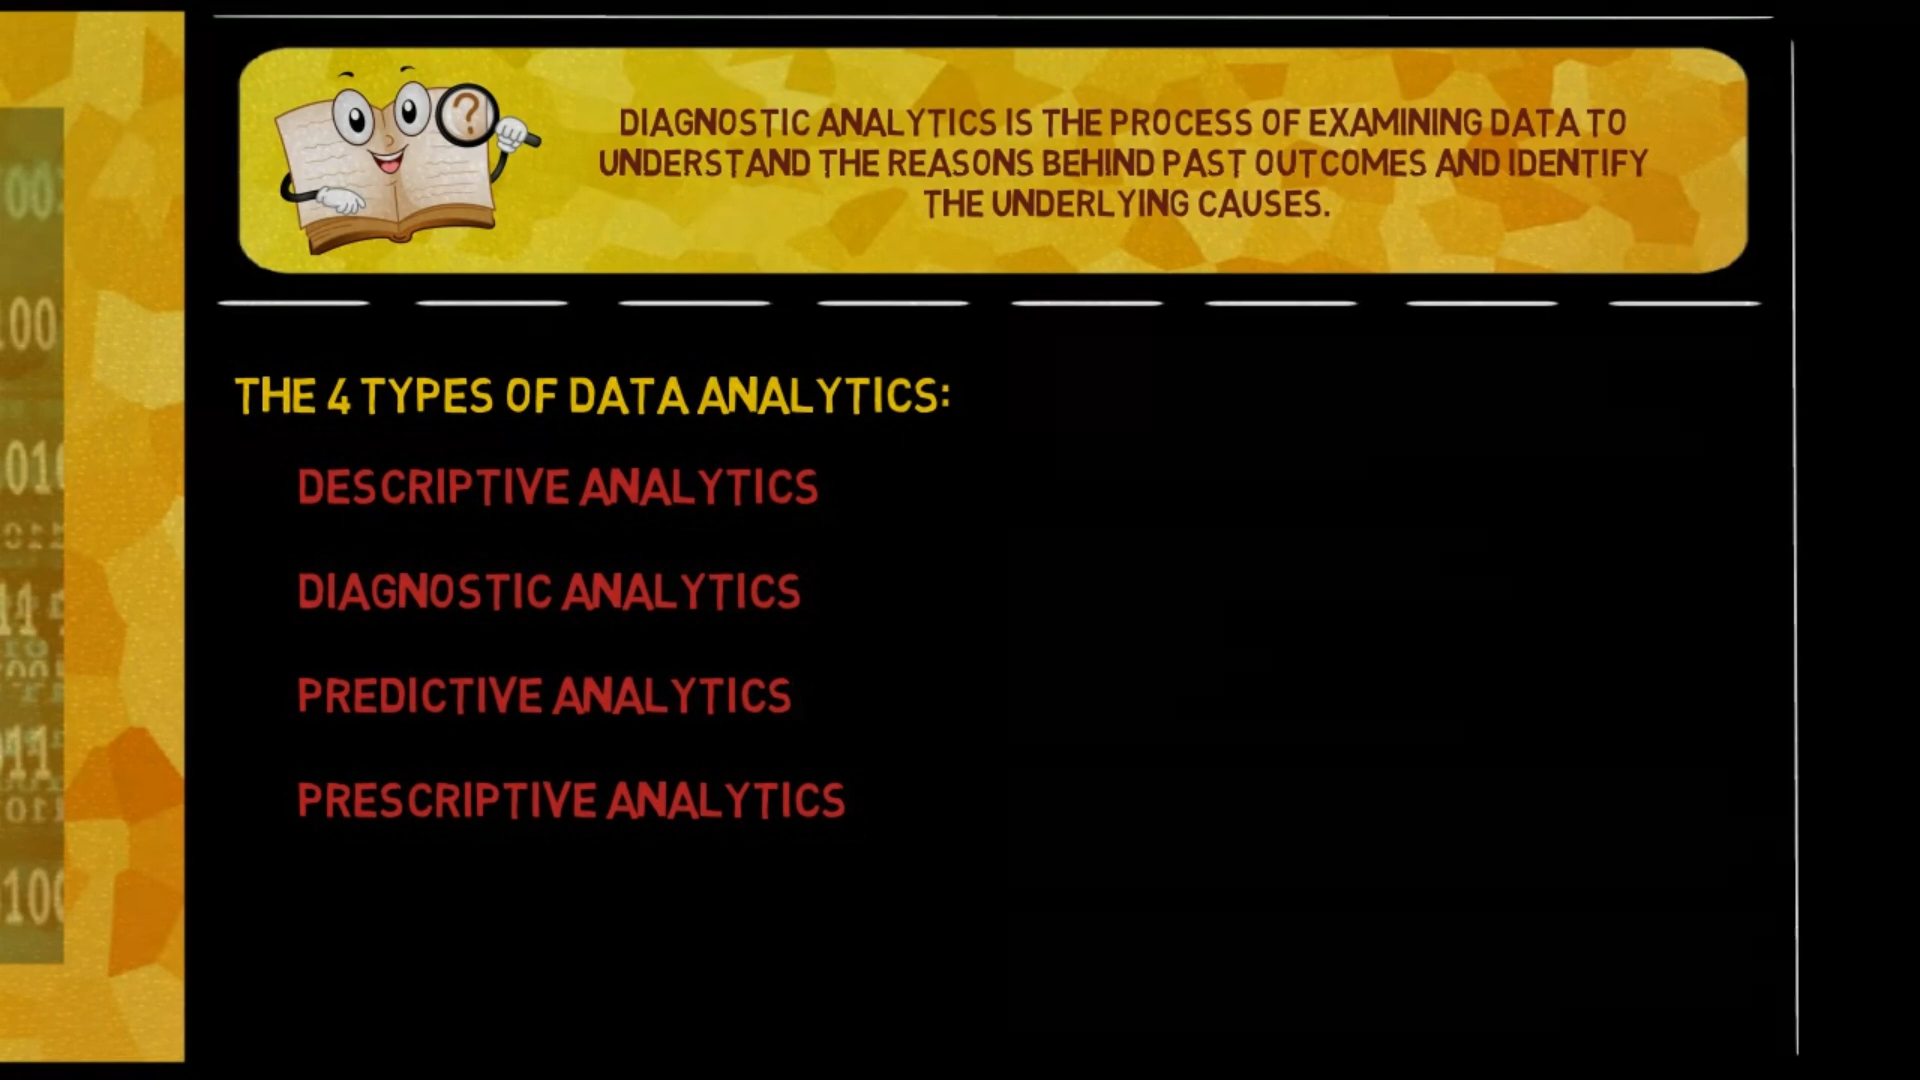 DIAGNOSTIC ANALYTICS IS THE PROCESS OF EXAMINING DATA TO
UNDERSTAND THE REASONS BEHIND PAST OUTCOMES AND IDENTIFY
THE UNDERLYING CAUSES.
THE 4 TYPES OF DATA ANALYTICS:
DESCRIPTIVE ANALYTICS
DIAGNOSTIC ANALYTICS
PREDICTIVE ANALYTICS
PRESCRIPTIVE ANALYTICS